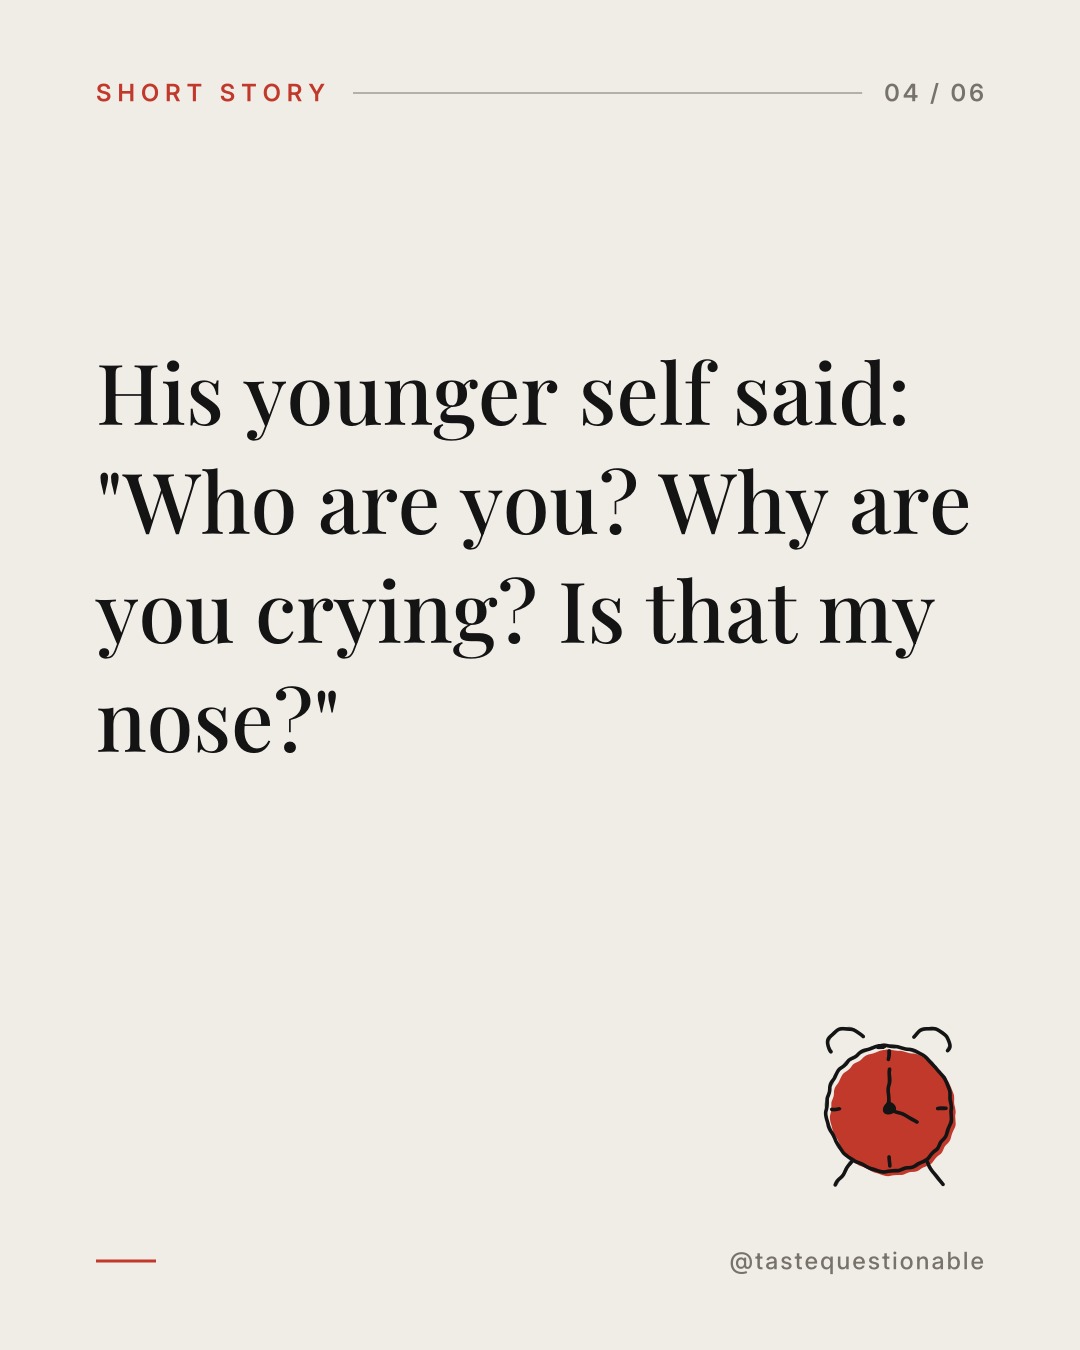 SHORT STORY 04 / 06
His younger self said:
"Who are you? Why are
you crying? Is that my
nose?"
@tastequestionable